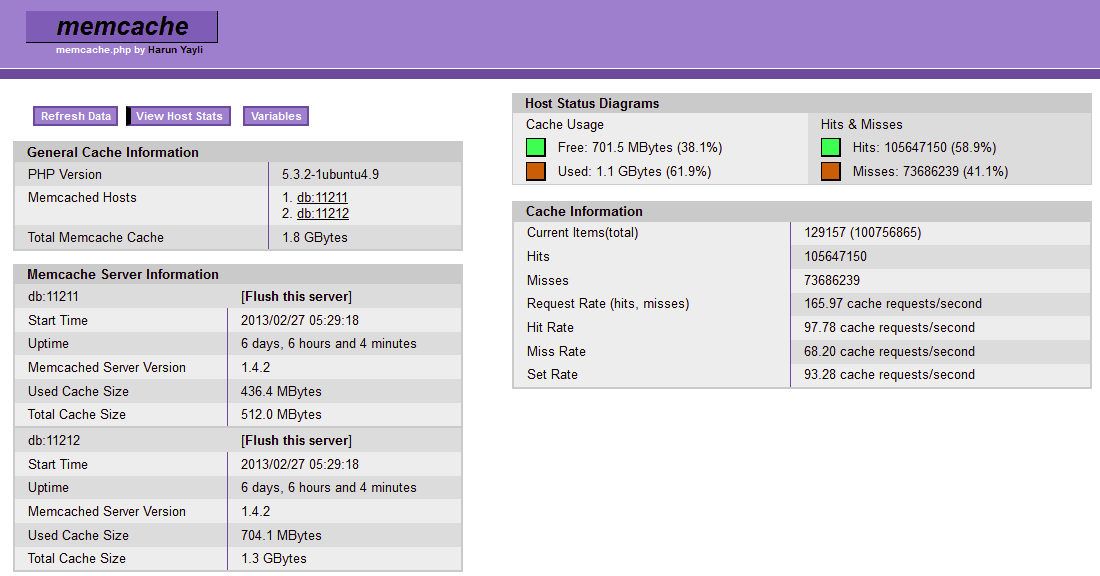 memcache
memcache.php by Harun Yayli
Refresh Data View Host Stats Variables
General Cache Information
PHP Version 5.3.2-1ubuntu4.9
Memcached Hosts 1. db:11211
2. db:11212
Total Memcache Cache 1.8 GBytes
Memcache Server Information
db:11211 [Flush this server]
Start Time 2013/02/27 05:29:18
Uptime 6 days, 6 hours and 4 minutes
Memcached Server Version 1.4.2
Used Cache Size 436.4 MBytes
Total Cache Size 512.0 MBytes
db:11212 [Flush this server]
Start Time 2013/02/27 05:29:18
Uptime 6 days, 6 hours and 4 minutes
Memcached Server Version 1.4.2
Used Cache Size 704.1 MBytes
Total Cache Size 1.3 GBytes
Host Status Diagrams
Cache Usage Hits & Misses
Free: 701.5 MBytes (38.1%) Hits: 105647150 (58.9%)
Used: 1.1 GBytes (61.9%) Misses: 73686239 (41.1%)
Cache Information
Current Items(total) 129157 (100756865)
Hits 105647150
Misses 73686239
Request Rate (hits, misses) 165.97 cache requests/second
Hit Rate 97.78 cache requests/second
Miss Rate 68.20 cache requests/second
Set Rate 93.28 cache requests/second